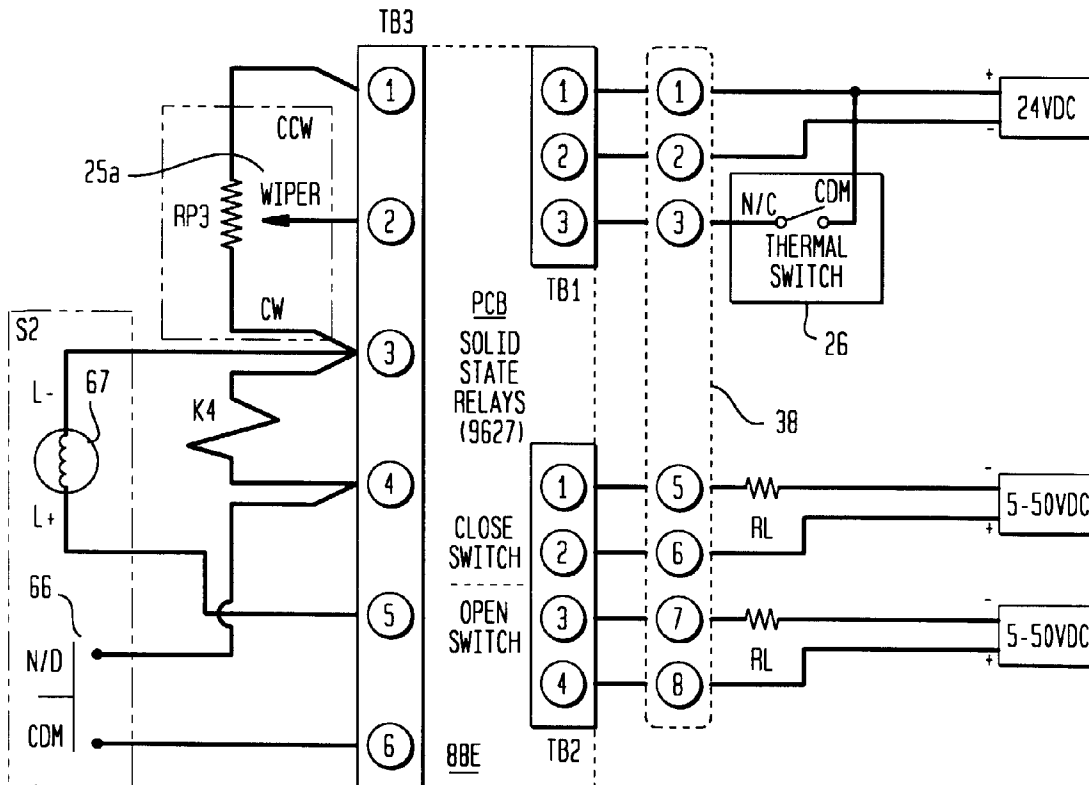 TB3
1
2
3
4
5
6
CCW
25a
WIPER
RP3
CW
S2
L-
67
K4
L+
66
N/D
CDM
PCB
SOLID
STATE
RELAYS
(9627)
CLOSE
SWITCH
OPEN
SWITCH
88E
1
2
3
TB1
1
2
3
4
TB2
1
2
3
5
6
7
8
38
+
-
24VDC
N/C
CDM
THERMAL
SWITCH
26
RL
-
+
5-50VDC
RL
-
+
5-50VDC